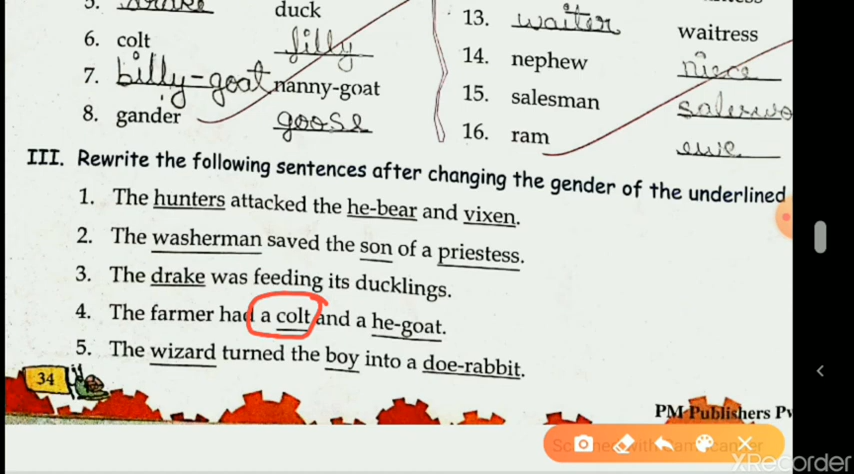 5. duck
6. colt filly
7. billy-goat nanny-goat
8. gander goose
13. waiter waitress
14. nephew niece
15. salesman saleswo
16. ram ewe
III. Rewrite the following sentences after changing the gender of the underlined
1. The hunters attacked the he-bear and vixen.
2. The washerman saved the son of a priestess.
3. The drake was feeding its ducklings.
4. The farmer had a colt and a he-goat.
5. The wizard turned the boy into a doe-rabbit.
34
PM Publishers Pv
XRecorder